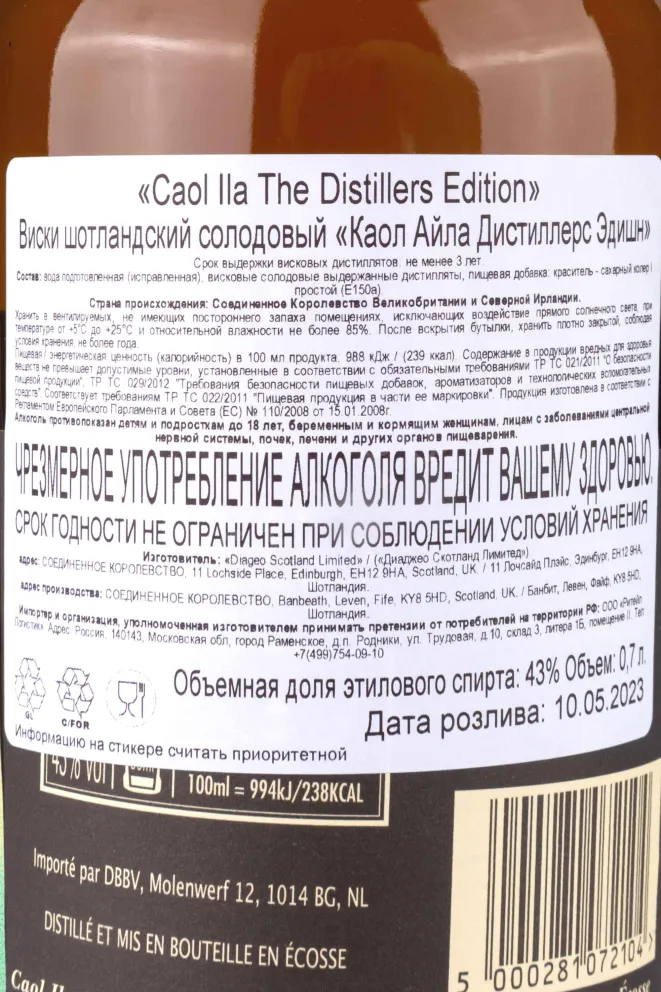 «Caol Ila The Distillers Edition»
Виски шотландский солодовый «Каол Айла Дистиллерс Эдишн»
Срок выдержки висковых дистиллятов: не менее 3 лет.
Состав: вода подготовленная (исправленная), висковые солодовые выдержанные дистилляты, пищевая добавка: краситель - сахарный колер I
простой (Е150а).
Страна происхождения: Соединенное Королевство Великобритании и Северной Ирландии.
Хранить в вентилируемых, не имеющих постороннего запаха помещениях, исключающих воздействие прямого солнечного света, при
температуре от +5°С до +25°С и относительной влажности не более 85%. После вскрытия бутылки, хранить плотно закрытой, соблюдая
условия хранения, не более года.
Пищевая / энергетическая ценность (калорийность) в 100 мл продукта: 988 кДж / (239 ккал). Содержание в продукции вредных для здоровья
веществ не превышает допустимые уровни, установленные в соответствии с обязательными требованиями ТР ТС 021/2011 "О безопасности
пищевой продукции", ТР ТС 029/2012 "Требования безопасности пищевых добавок, ароматизаторов и технологических вспомогательных
средств". Соответствует требованиям ТР ТС 022/2011 "Пищевая продукция в части ее маркировки". Продукция изготовлена в соответствии с
Регламентом Европейского Парламента и Совета (ЕС) № 110/2008 от 15.01.2008г.
Алкоголь противопоказан детям и подросткам до 18 лет, беременным и кормящим женщинам, лицам с заболеваниями центральной
нервной системы, почек, печени и других органов пищеварения.
ЧРЕЗМЕРНОЕ УПОТРЕБЛЕНИЕ АЛКОГОЛЯ ВРЕДИТ ВАШЕМУ ЗДОРОВЬЮ.
СРОК ГОДНОСТИ НЕ ОГРАНИЧЕН ПРИ СОБЛЮДЕНИИ УСЛОВИЙ ХРАНЕНИЯ
Изготовитель: «Diageo Scotland Limited» / («Диаджео Скотланд Лимитед»)
адрес: СОЕДИНЕННОЕ КОРОЛЕВСТВО, 11 Lochside Place, Edinburgh, EH12 9HA, Scotland, UK. / 11 Лочсайд Плэйс, Эдинбург, EH12 9HA,
Шотландия.
адрес производства: СОЕДИНЕННОЕ КОРОЛЕВСТВО, Banbeath, Leven, Fife, KY8 5HD, Scotland, UK. / Банбит, Левен, Файф, KY8 5HD,
Шотландия.
Импортер и организация, уполномоченная изготовителем принимать претензии от потребителей на территории РФ: ООО «Ритейл
Логистик» Адрес: Россия, 140143, Московская обл, город Раменское, д.п. Родники, ул. Трудовая, д.10, склад 3, литера 1Б, помещение II. Тел
+7(499)754-09-10
GL
C/FOR
Объемная доля этилового спирта: 43% Объем: 0,7 л.
Дата розлива: 10.05.2023
Информацию на стикере считать приоритетной
43% vol
100ml = 994kJ/238KCAL
Importé par DBBV, Molenwerf 12, 1014 BG, NL
DISTILLÉ ET MIS EN BOUTEILLE EN ÉCOSSE
5 000281 072104
Caol Ila
Écosse